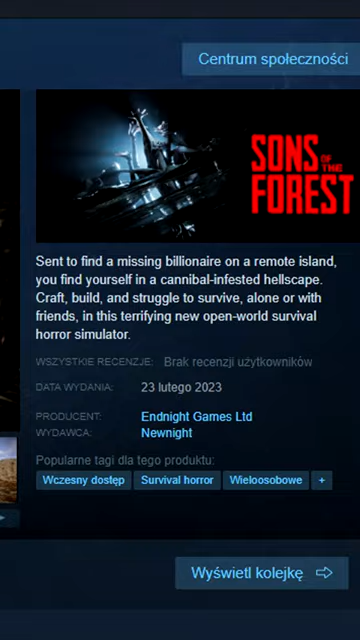 Centrum społeczności
SONS
OF
THE
FOREST
Sent to find a missing billionaire on a remote island,
you find yourself in a cannibal-infested hellscape.
Craft, build, and struggle to survive, alone or with
friends, in this terrifying new open-world survival
horror simulator.
WSZYSTKIE RECENZJE: Brak recenzji użytkowników
DATA WYDANIA: 23 lutego 2023
PRODUCENT: Endnight Games Ltd
WYDAWCA: Newnight
Popularne tagi dla tego produktu:
Wczesny dostęp Survival horror Wieloosobowe +
Wyświetl kolejkę